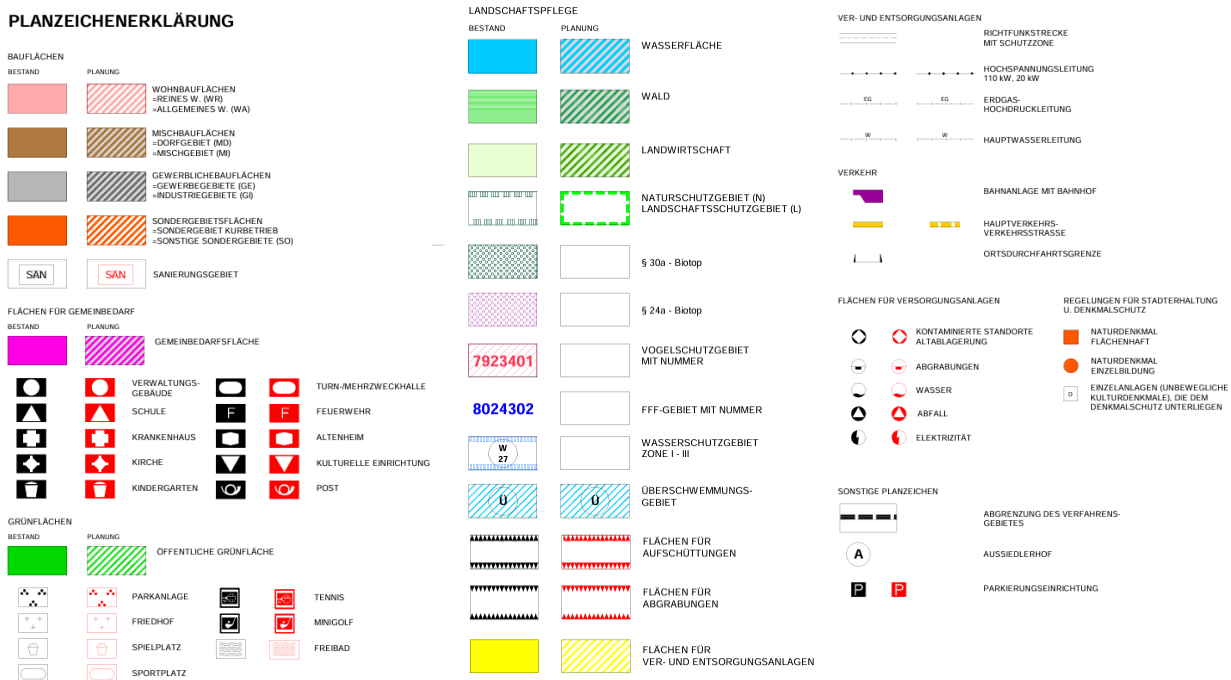 PLANZEICHENERKLÄRUNG
BAUFLÄCHEN
BESTAND PLANUNG
WOHNBAUFLÄCHEN
=REINES W. (WR)
=ALLGEMEINES W. (WA)
MISCHBAUFLÄCHEN
=DORFGEBIET (MD)
=MISCHGEBIET (MI)
GEWERBLICHEBAUFLÄCHEN
=GEWERBEGEBIETE (GE)
=INDUSTRIEGEBIETE (GI)
SONDERGEBIETSFLÄCHEN
=SONDERGEBIET KURBETRIEB
=SONSTIGE SONDERGEBIETE (SO)
SAN SAN SANIERUNGSGEBIET
FLÄCHEN FÜR GEMEINBEDARF
BESTAND PLANUNG
GEMEINBEDARFSFLÄCHE
VERWALTUNGS-
GEBÄUDE
TURN-/MEHRZWECKHALLE
SCHULE
F F FEUERWEHR
KRANKENHAUS
ALTENHEIM
KIRCHE
KULTURELLE EINRICHTUNG
KINDERGARTEN
POST
GRÜNFLÄCHEN
BESTAND PLANUNG
ÖFFENTLICHE GRÜNFLÄCHE
PARKANLAGE
TENNIS
FRIEDHOF
MINIGOLF
SPIELPLATZ
FREIBAD
SPORTPLATZ
LANDSCHAFTSPFLEGE
BESTAND PLANUNG
WASSERFLÄCHE
WALD
LANDWIRTSCHAFT
NATURSCHUTZGEBIET (N)
LANDSCHAFTSSCHUTZGEBIET (L)
§ 30a - Biotop
§ 24a - Biotop
7923401
VOGELSCHUTZGEBIET
MIT NUMMER
8024302 FFF-GEBIET MIT NUMMER
W
27
WASSERSCHUTZGEBIET
ZONE I - III
Ü Ü
ÜBERSCHWEMMUNGS-
GEBIET
FLÄCHEN FÜR
AUFSCHÜTTUNGEN
FLÄCHEN FÜR
ABGRABUNGEN
FLÄCHEN FÜR
VER- UND ENTSORGUNGSANLAGEN
VER- UND ENTSORGUNGSANLAGEN
RICHTFUNKSTRECKE
MIT SCHUTZZONE
HOCHSPANNUNGSLEITUNG
110 kW, 20 kW
EG EG
ERDGAS-
HOCHDRUCKLEITUNG
W W
HAUPTWASSERLEITUNG
VERKEHR
BAHNANLAGE MIT BAHNHOF
HAUPTVERKEHRS-
VERKEHRSSTRASSE
ORTSDURCHFAHRTSGRENZE
FLÄCHEN FÜR VERSORGUNGSANLAGEN
KONTAMINIERTE STANDORTE
ALTABLAGERUNG
ABGRABUNGEN
WASSER
ABFALL
ELEKTRIZITÄT
REGELUNGEN FÜR STADTERHALTUNG
U. DENKMALSCHUTZ
NATURDENKMAL
FLÄCHENHAFT
NATURDENKMAL
EINZELBILDUNG
D
EINZELANLAGEN (UNBEWEGLICHE
KULTURDENKMALE), DIE DEM
DENKMALSCHUTZ UNTERLIEGEN
SONSTIGE PLANZEICHEN
ABGRENZUNG DES VERFAHRENS-
GEBIETES
A AUSSIEDLERHOF
P P PARKIERUNGSEINRICHTUNG